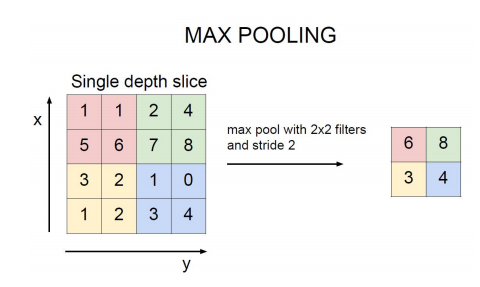 MAX POOLING
Single depth slice
x
1 1 2 4
5 6 7 8
3 2 1 0
1 2 3 4
y
max pool with 2x2 filters
and stride 2
6 8
3 4